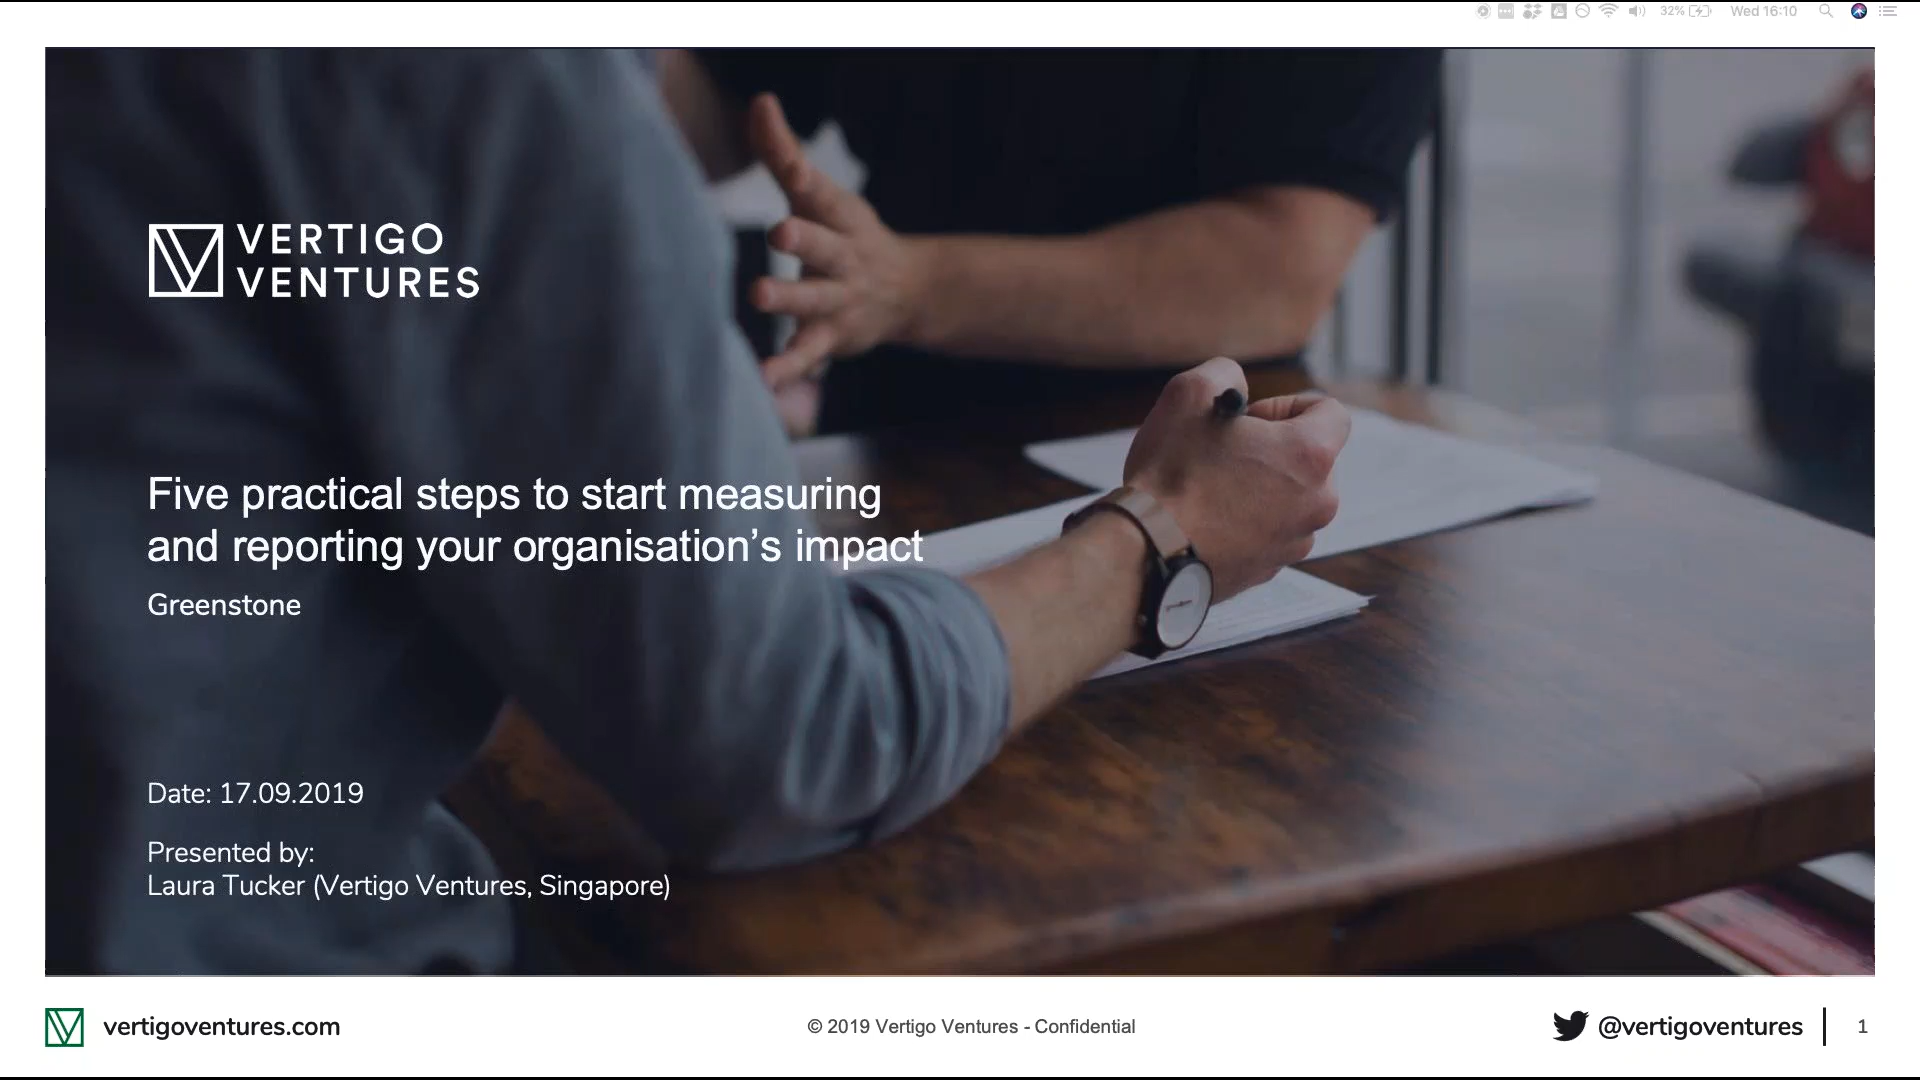 32%
Wed 16:10
VERTIGO
VENTURES
Five practical steps to start measuring
and reporting your organisation’s impact
Greenstone
Date: 17.09.2019
Presented by:
Laura Tucker (Vertigo Ventures, Singapore)
vertigoventures.com
© 2019 Vertigo Ventures - Confidential
@vertigoventures
1